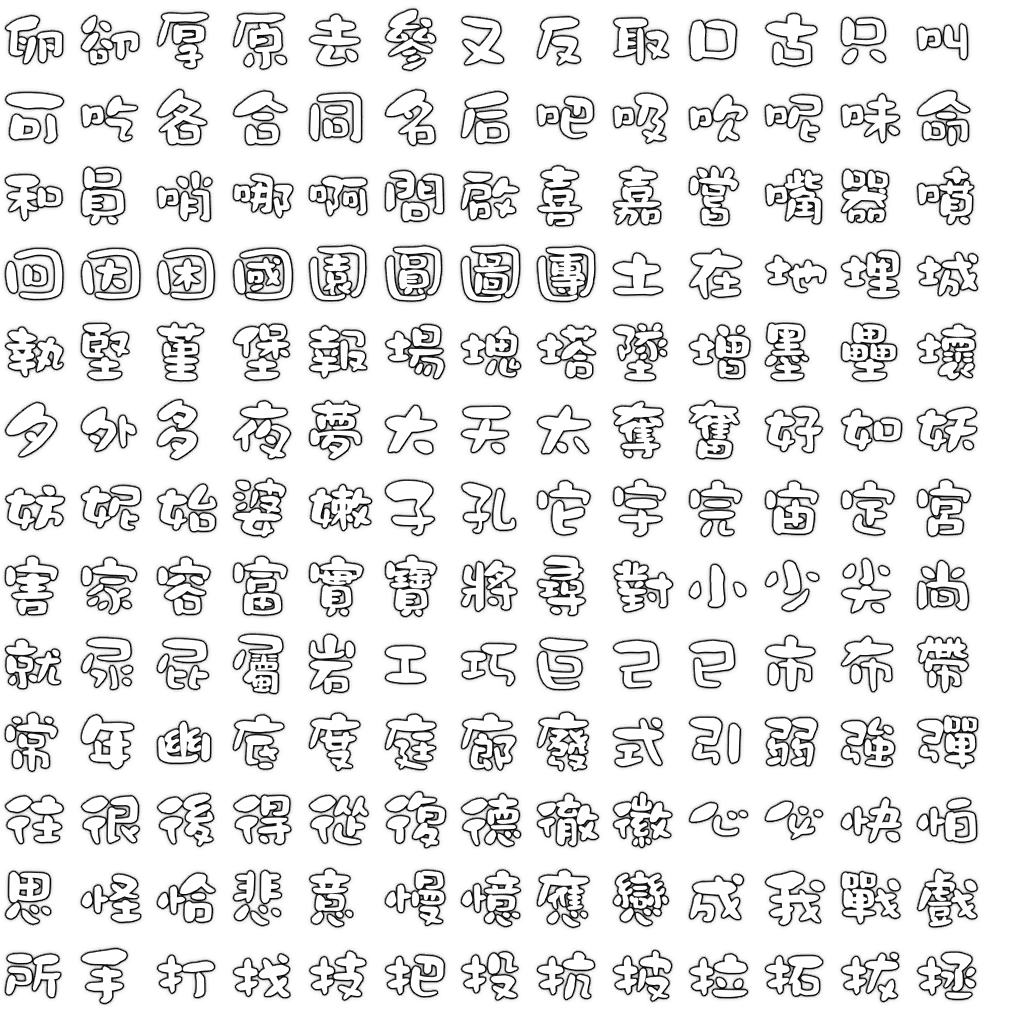 卵卻厚原去參又反取口古只叫
可吃各合同名后吧吸吹呢味命
和員哨哪啊問啟喜嘉嘗嘴器噴
回因困國園圓圖團土在地埋城
執堅堇堡報場塊塔墜增墨壘壞
夕外多夜夢大天太奪奮好如妖
妨妮始婆嫩子孔它宇完宙定宮
害家容富實寶將尋對小少尖尚
就尿屁屬岩工巧巨己已市布帶
常年幽底度庭廊廢式引弱強彈
往很後得從復德徹徽心必快怕
思怪恰悲意慢憶應戀成我戰戲
所手打找技把投抗披拉拓拔拯